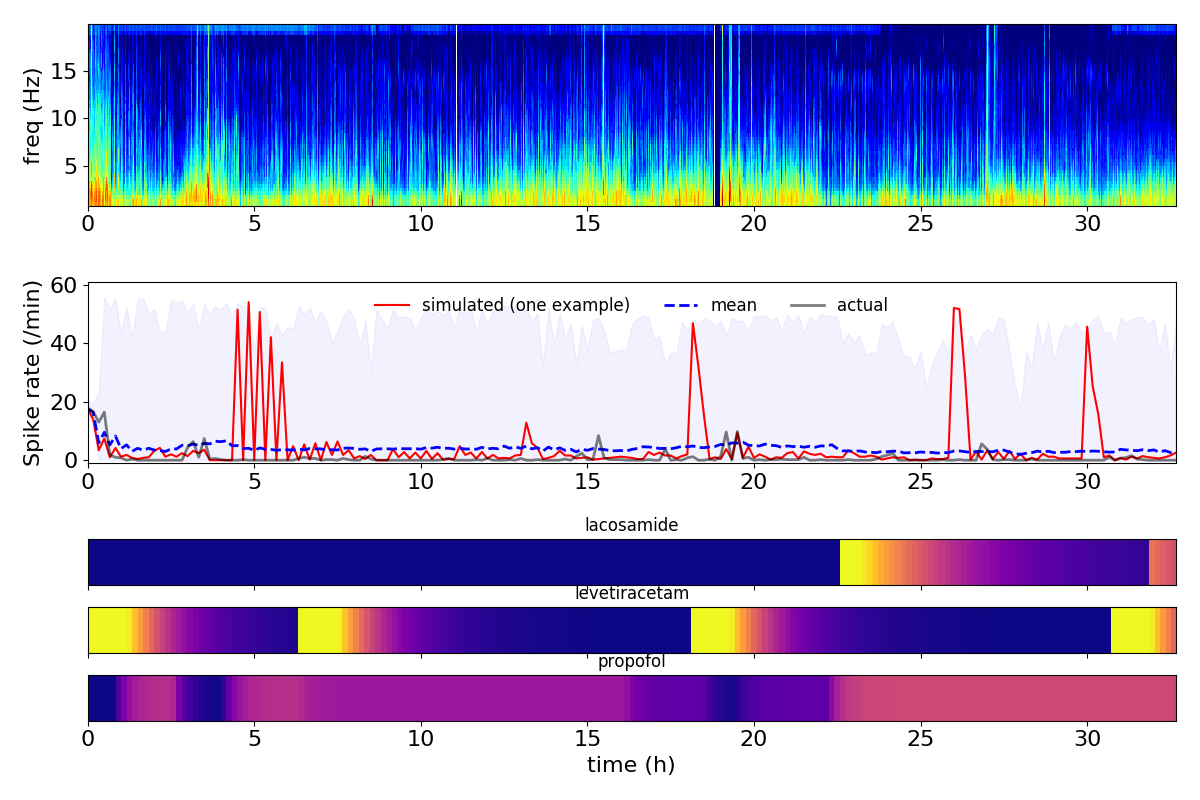 freq (Hz)
15
10
5
0 5 10 15 20 25 30
Spike rate (/min)
60
40
20
0
simulated (one example) mean actual
0 5 10 15 20 25 30
lacosamide
levetiracetam
propofol
0 5 10 15 20 25 30
time (h)